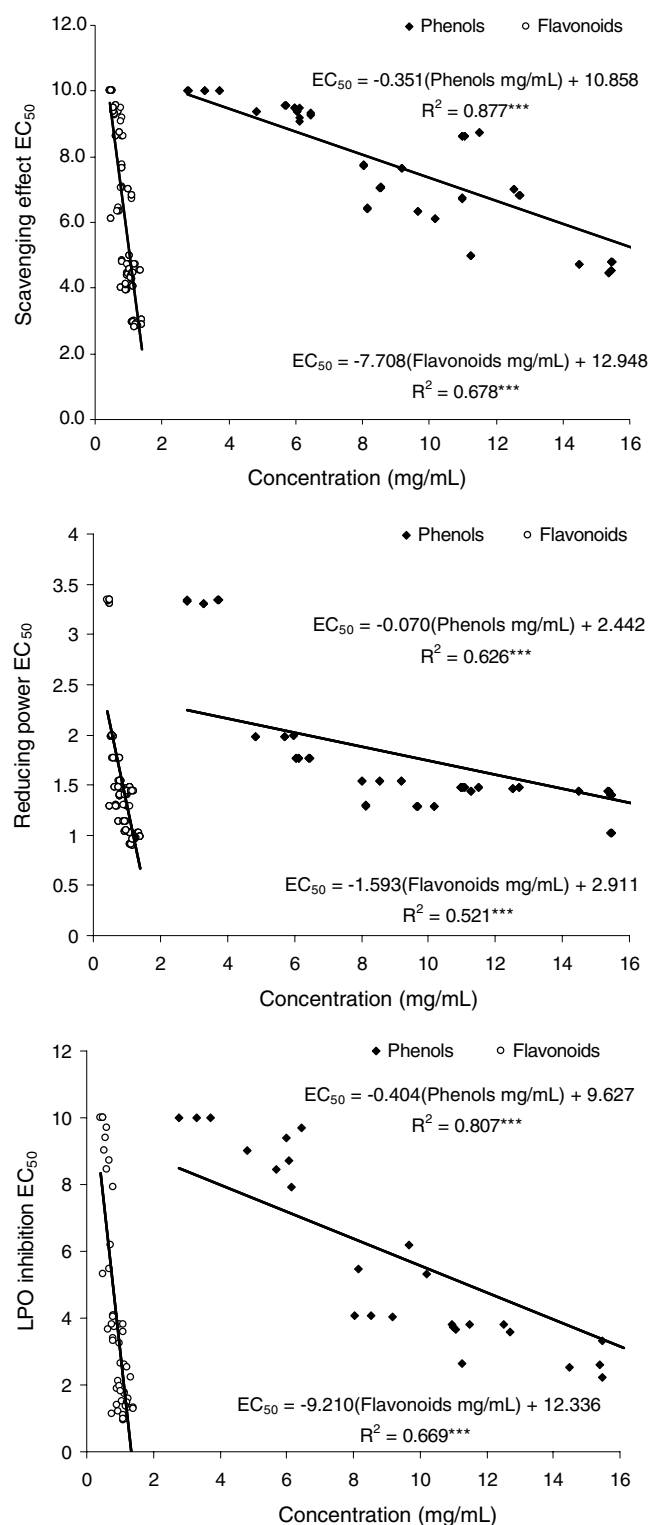 ◆ Phenols ○ Flavonoids
10.0
8.0
6.0
4.0
2.0
0.0
Scavenging effect EC₅₀
EC₅₀ = -0.351(Phenols mg/mL) + 10.858
R² = 0.877***
EC₅₀ = -7.708(Flavonoids mg/mL) + 12.948
R² = 0.678***
0 2 4 6 8 10 12 14 16
Concentration (mg/mL)
◆ Phenols ○ Flavonoids
4
3.5
3
2.5
2
1.5
1
0.5
0
Reducing power EC₅₀
EC₅₀ = -0.070(Phenols mg/mL) + 2.442
R² = 0.626***
EC₅₀ = -1.593(Flavonoids mg/mL) + 2.911
R² = 0.521***
0 2 4 6 8 10 12 14 16
Concentration (mg/mL)
◆ Phenols ○ Flavonoids
12
10
8
6
4
2
0
LPO inhibition EC₅₀
EC₅₀ = -0.404(Phenols mg/mL) + 9.627
R² = 0.807***
EC₅₀ = -9.210(Flavonoids mg/mL) + 12.336
R² = 0.669***
0 2 4 6 8 10 12 14 16
Concentration (mg/mL)